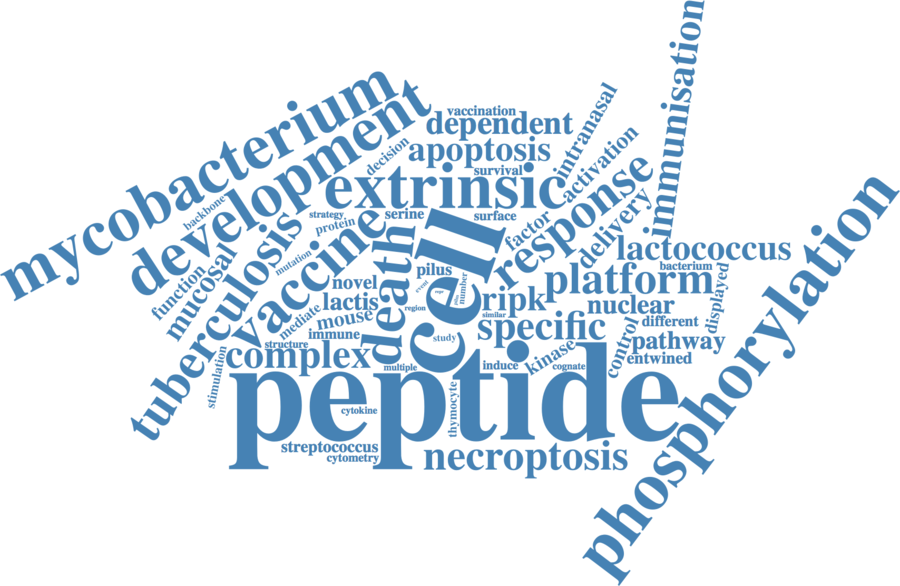 mycobacterium
development
vaccination
dependent
decision
apoptosis
survival
extrinsic
intranasal
activation
immunisation
backbone
strategy
protein
serine
surface
factor
response
delivery
tuberculosis
mucosal
function
mutation
vaccine
death
cell
pilus
novel
lactis
mediate
mouse
immune
structure
region
event
number
ripk
similar
study
lactococcus
bacterium
platform
nuclear
displayed
specific
different
control
pathway
entwined
complex
stimulation
multiple
induce
kinase
cognate
peptide
cytokine
thymocyte
streptococcus
cytometry
necroptosis
phosphorylation